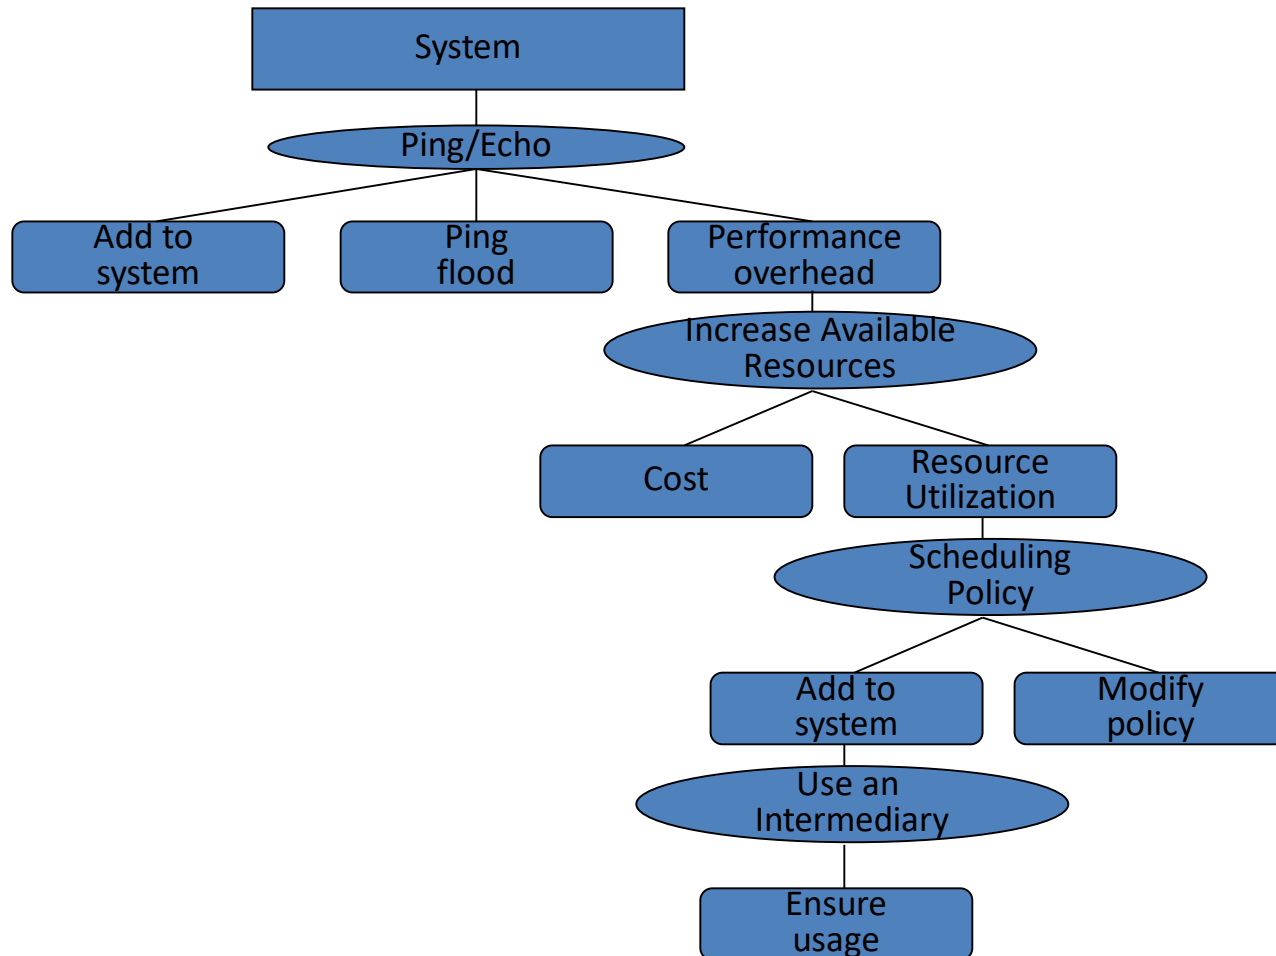 System
Ping/Echo
Add to
system
Ping
flood
Performance
overhead
Increase Available
Resources
Cost
Resource
Utilization
Scheduling
Policy
Add to
system
Modify
policy
Use an
Intermediary
Ensure
usage